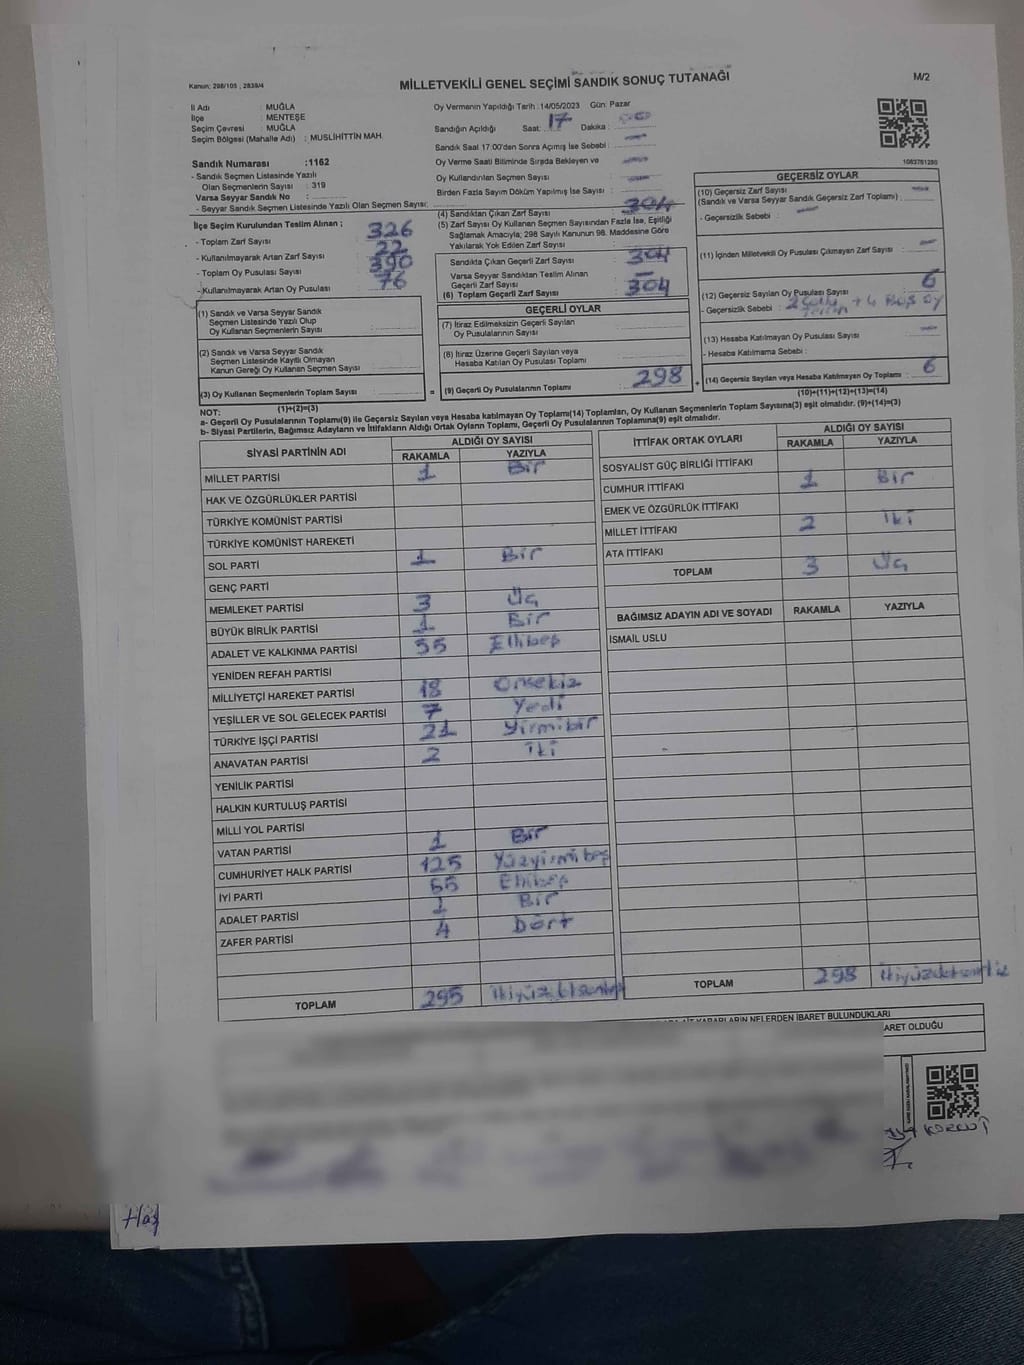 Kanun; 298/105 , 2839/4
MİLLETVEKİLİ GENEL SEÇİMİ SANDIK SONUÇ TUTANAĞI
M/2
İl Adı : MUĞLA
İlçe : MENTEŞE
Seçim Çevresi : MUĞLA
Seçim Bölgesi (Mahalle Adı) : MUSLİHİTTİN MAH.
Sandık Numarası :1162
- Sandık Seçmen Listesinde Yazılı
Olan Seçmenlerin Sayısı : 319
Varsa Seyyar Sandık No :
- Seyyar Sandık Seçmen Listesinde Yazılı Olan Seçmen Sayısı:
Oy Vermenin Yapıldığı Tarih :14/05/2023 Gün: Pazar
Sandığın Açıldığı Saat: 17 Dakika : 00
Sandık Saat 17:00'den Sonra Açımış İse Sebebi :
Oy Verme Saati Bitiminde Sırada Bekleyen ve
Oy Kullandırılan Seçmen Sayısı :
Birden Fazla Sayım Döküm Yapılmış İse Sayısı :
1063761280
İlçe Seçim Kurulundan Teslim Alınan ;
- Toplam Zarf Sayısı : 326
- Kullanılmayarak Artan Zarf Sayısı : 22
- Toplam Oy Pusulası Sayısı : 390
- Kullanılmayarak Artan Oy Pusulası : 76
(4) Sandıktan Çıkan Zarf Sayısı : 304
(5) Zarf Sayısı Oy Kullanan Seçmen Sayısından Fazla İse, Eşitliği
Sağlamak Amacıyla; 298 Sayılı Kanunun 98. Maddesine Göre
Yakılarak Yok Edilen Zarf Sayısı :
Sandıkta Çıkan Geçerli Zarf Sayısı : 304
Varsa Seyyar Sandıktan Teslim Alınan
Geçerli Zarf Sayısı : –
(6) Toplam Geçerli Zarf Sayısı : 304
GEÇERSİZ OYLAR
(10) Geçersiz Zarf Sayısı
(Sandık ve Varsa Seyyar Sandık Geçersiz Zarf Toplamı) :
- Geçersizlik Sebebi :
(11) İçinden Milletvekili Oy Pusulası Çıkmayan Zarf Sayısı :
(12) Geçersiz Sayılan Oy Pusulası Sayısı : 6
- Geçersizlik Sebebi : + 4 Boş oy
(13) Hesaba Katılmayan Oy Pusulası Sayısı :
- Hesaba Katılmama Sebebi :
(14) Geçersiz Sayılan veya Hesaba Katılmayan Oy Toplamı : 6
(10)+(11)+(12)+(13)=(14)
(1) Sandık ve Varsa Seyyar Sandık
Seçmen Listesinde Yazılı Olup
Oy Kullanan Seçmenlerin Sayısı :
(2) Sandık ve Varsa Seyyar Sandık
Seçmen Listesinde Kayıtlı Olmayan
Kanun Gereği Oy Kullanan Seçmen Sayısı :
(3) Oy Kullanan Seçmenlerin Toplam Sayısı :
(1)+(2)=(3)
GEÇERLİ OYLAR
(7) İtiraz Edilmeksizin Geçerli Sayılan
Oy Pusulalarının Sayısı :
(8) İtiraz Üzerine Geçerli Sayılan veya
Hesaba Katılan Oy Pusulası Toplamı :
= (9) Geçerli Oy Pusulalarının Toplamı : 298 +
NOT:
a- Geçerli Oy Pusulalarının Toplamı(9) ile Geçersiz Sayılan veya Hesaba katılmayan Oy Toplamı(14) Toplamları, Oy Kullanan Seçmenlerin Toplam Sayısına(3) eşit olmalıdır. (9)+(14)=(3)
b- Siyasi Partilerin, Bağımsız Adayların ve İttifakların Aldığı Ortak Oyların Toplamı, Geçerli Oy Pusulalarının Toplamına(9) eşit olmalıdır.
SİYASİ PARTİNİN ADI ALDIĞI OY SAYISI
RAKAMLA YAZIYLA
MİLLET PARTİSİ 1 Bir
HAK VE ÖZGÜRLÜKLER PARTİSİ
TÜRKİYE KOMÜNİST PARTİSİ
TÜRKİYE KOMÜNİST HAREKETİ
SOL PARTİ 1 Bir
GENÇ PARTİ
MEMLEKET PARTİSİ 3 Üç
BÜYÜK BİRLİK PARTİSİ 1 Bir
ADALET VE KALKINMA PARTİSİ 55 Ellibeş
YENİDEN REFAH PARTİSİ
MİLLİYETÇİ HAREKET PARTİSİ 18 Onsekiz
YEŞİLLER VE SOL GELECEK PARTİSİ 7 Yedi
TÜRKİYE İŞÇİ PARTİSİ 21 Yirmibir
ANAVATAN PARTİSİ 2 İki
YENİLİK PARTİSİ
HALKIN KURTULUŞ PARTİSİ
MİLLİ YOL PARTİSİ
VATAN PARTİSİ 1 Bir
CUMHURİYET HALK PARTİSİ 125 Yüzyirmibeş
İYİ PARTİ 55 Ellibeş
ADALET PARTİSİ 1 Bir
ZAFER PARTİSİ 4 Dört
TOPLAM 295
İTTİFAK ORTAK OYLARI ALDIĞI OY SAYISI
RAKAMLA YAZIYLA
SOSYALİST GÜÇ BİRLİĞİ İTTİFAKI
CUMHUR İTTİFAKI 1 Bir
EMEK VE ÖZGÜRLÜK İTTİFAKI
MİLLET İTTİFAKI 2 İki
ATA İTTİFAKI
TOPLAM 3 Üç
BAĞIMSIZ ADAYIN ADI VE SOYADI RAKAMLA YAZIYLA
İSMAİL USLU
TOPLAM 298
NELERDEN İBARET BULUNDUKLARI
ARET OLDUĞU